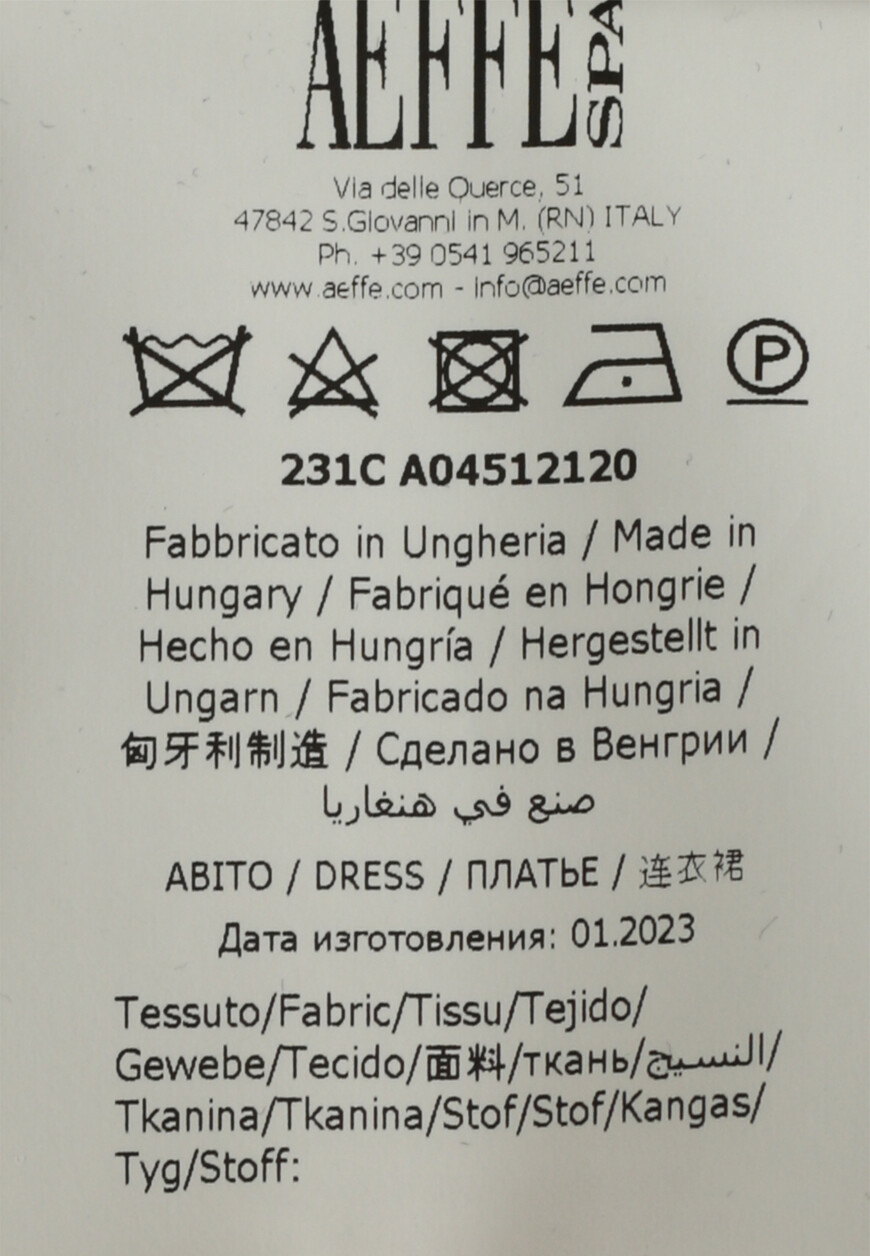 AEFFE SPA
Via delle Querce, 51
47842 S.Giovanni in M. (RN) ITALY
Ph. +39 0541 965211
www.aeffe.com - info@aeffe.com
P
231C A04512120
Fabbricato in Ungheria / Made in
Hungary / Fabriqué en Hongrie /
Hecho en Hungría / Hergestellt in
Ungarn / Fabricado na Hungria /
匈牙利制造 / Сделано в Венгрии /
صنع في هنغاريا
ABITO / DRESS / ПЛАТЬЕ / 连衣裙
Дата изготовления: 01.2023
Tessuto/Fabric/Tissu/Tejido/
Gewebe/Tecido/面料/ткань/النسيج/
Tkanina/Tkanina/Stof/Stof/Kangas/
Tyg/Stoff: